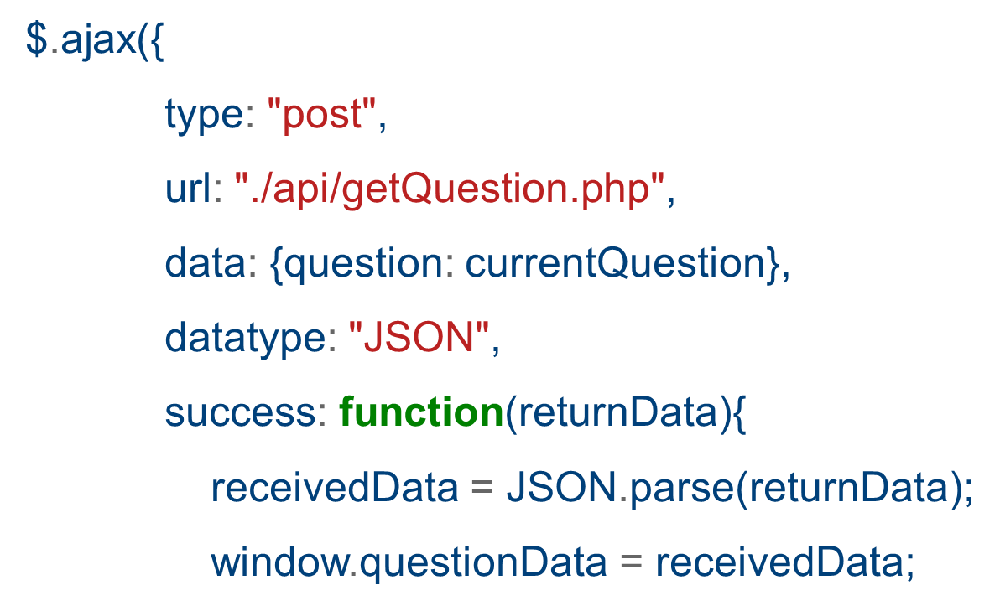 $.ajax({
type: "post",
url: "./api/getQuestion.php",
data: {question: currentQuestion},
datatype: "JSON",
success: function(returnData){
receivedData = JSON.parse(returnData);
window.questionData = receivedData;